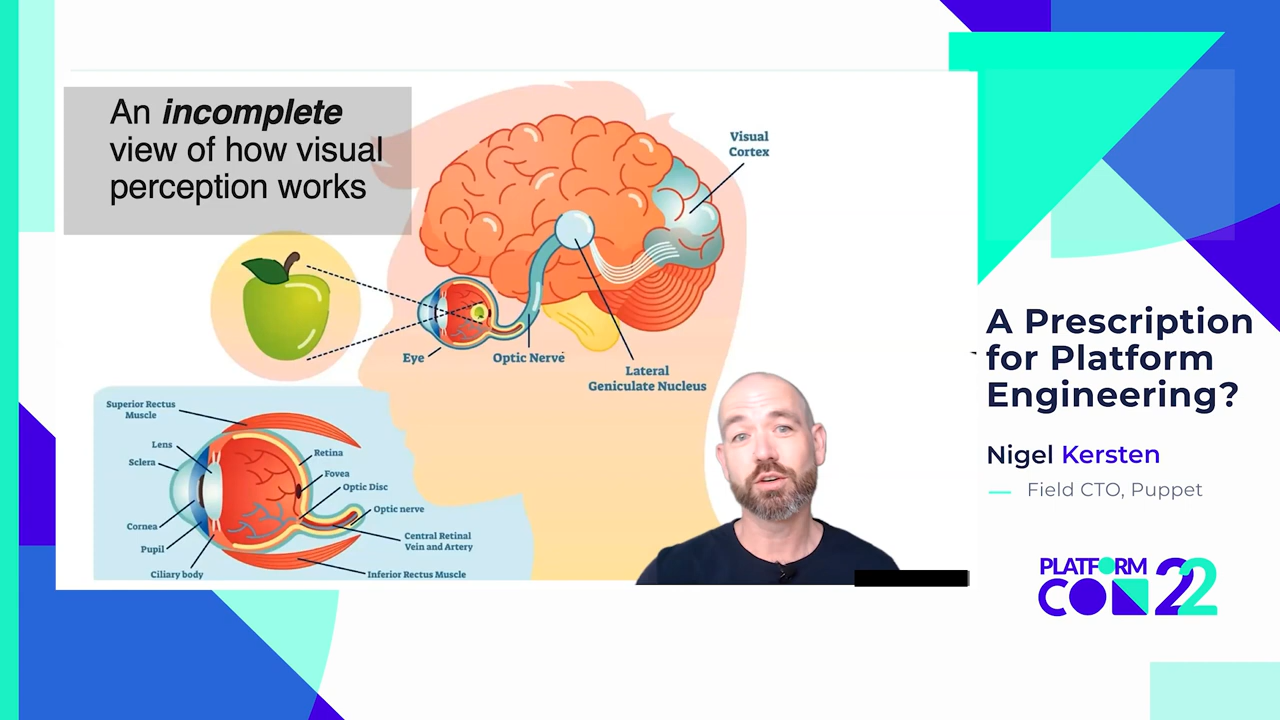 An incomplete
view of how visual
perception works
Visual
Cortex
Eye
Optic Nerve
Lateral
Geniculate Nucleus
Superior Rectus
Muscle
Lens
Sclera
Cornea
Pupil
Ciliary body
Retina
Fovea
Optic Disc
Optic nerve
Central Retinal
Vein and Artery
Inferior Rectus Muscle
A Prescription
for Platform
Engineering?
Nigel Kersten
Field CTO, Puppet
PLATFORM
CON 22